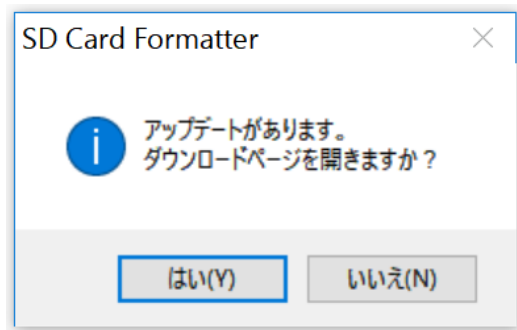 SD Card Formatter
アップデートがあります。
ダウンロードページを開きますか？
はい(Y)
いいえ(N)